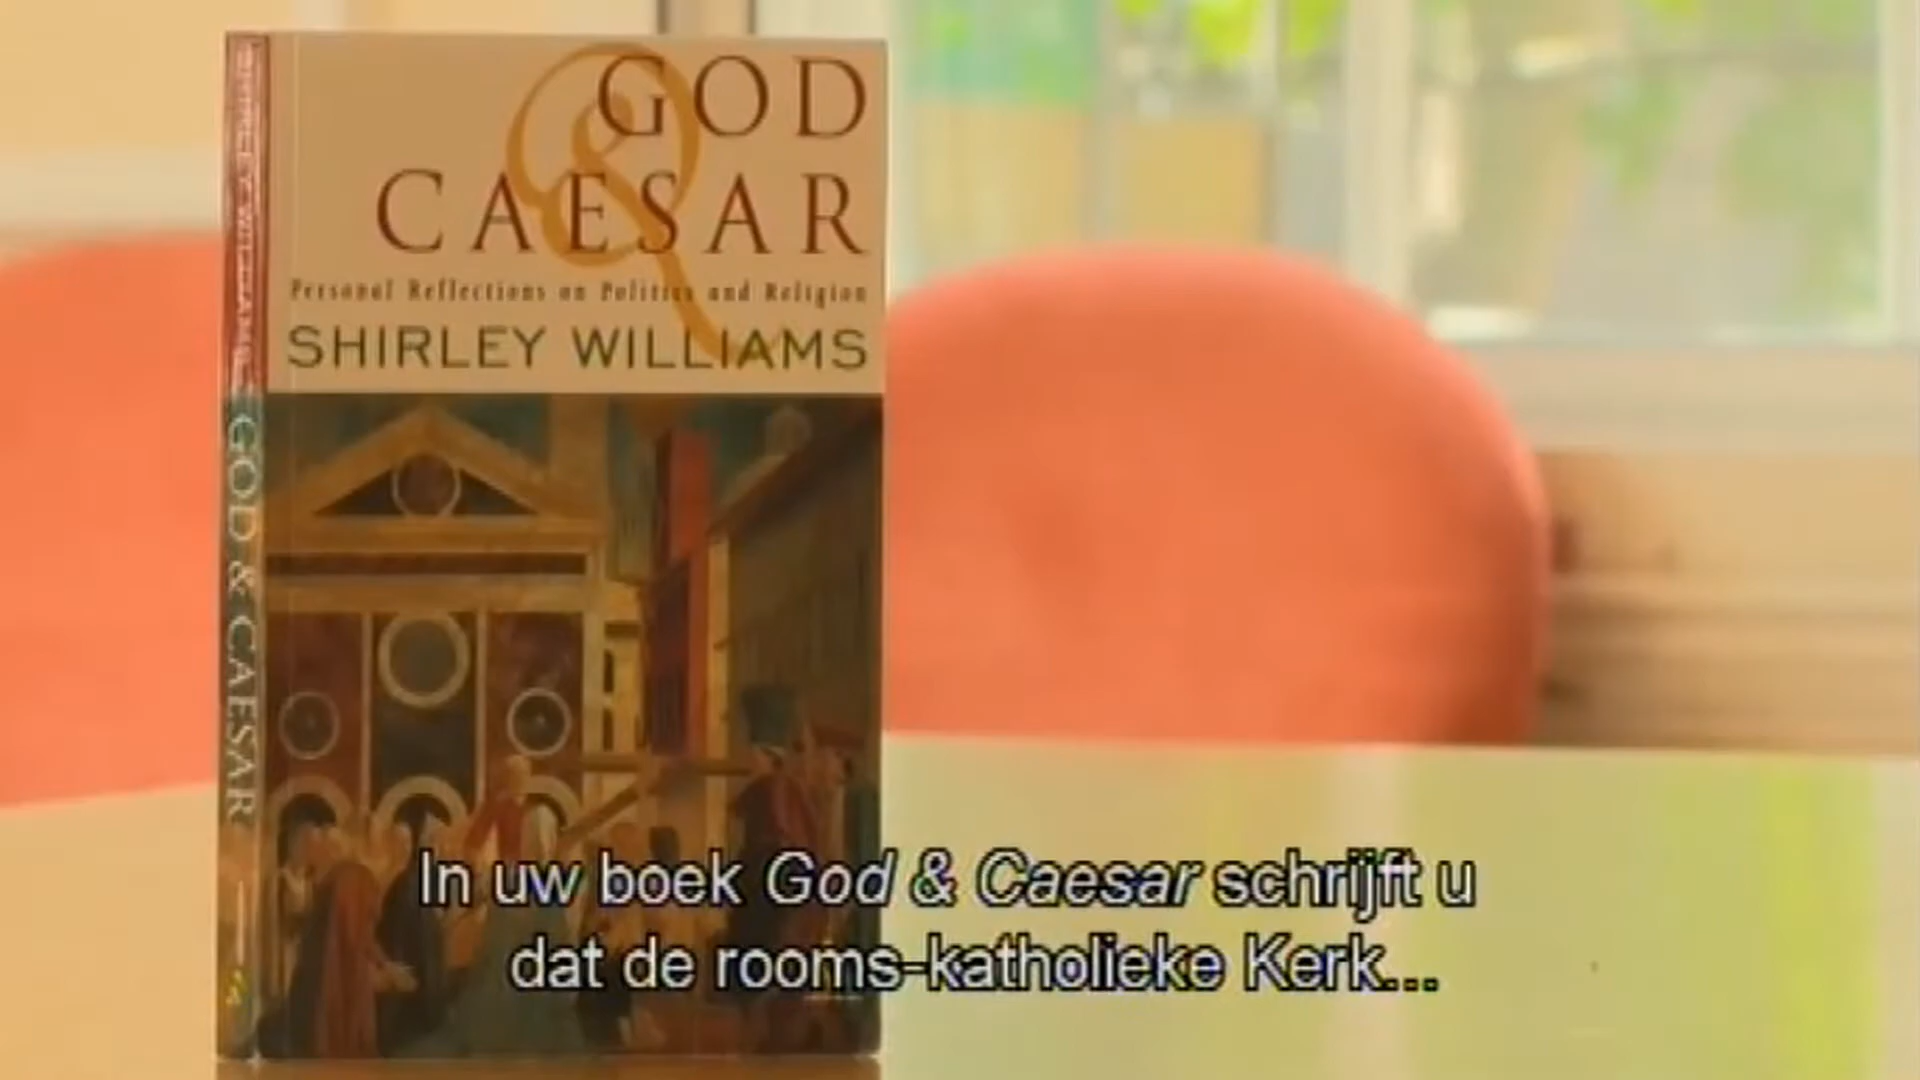 GOD
&
CAESAR
Personal Reflections on Politics and Religion
SHIRLEY WILLIAMS
SHIRLEY WILLIAMS GOD & CAESAR
In uw boek God & Caesar schrijft u
dat de rooms-katholieke Kerk...